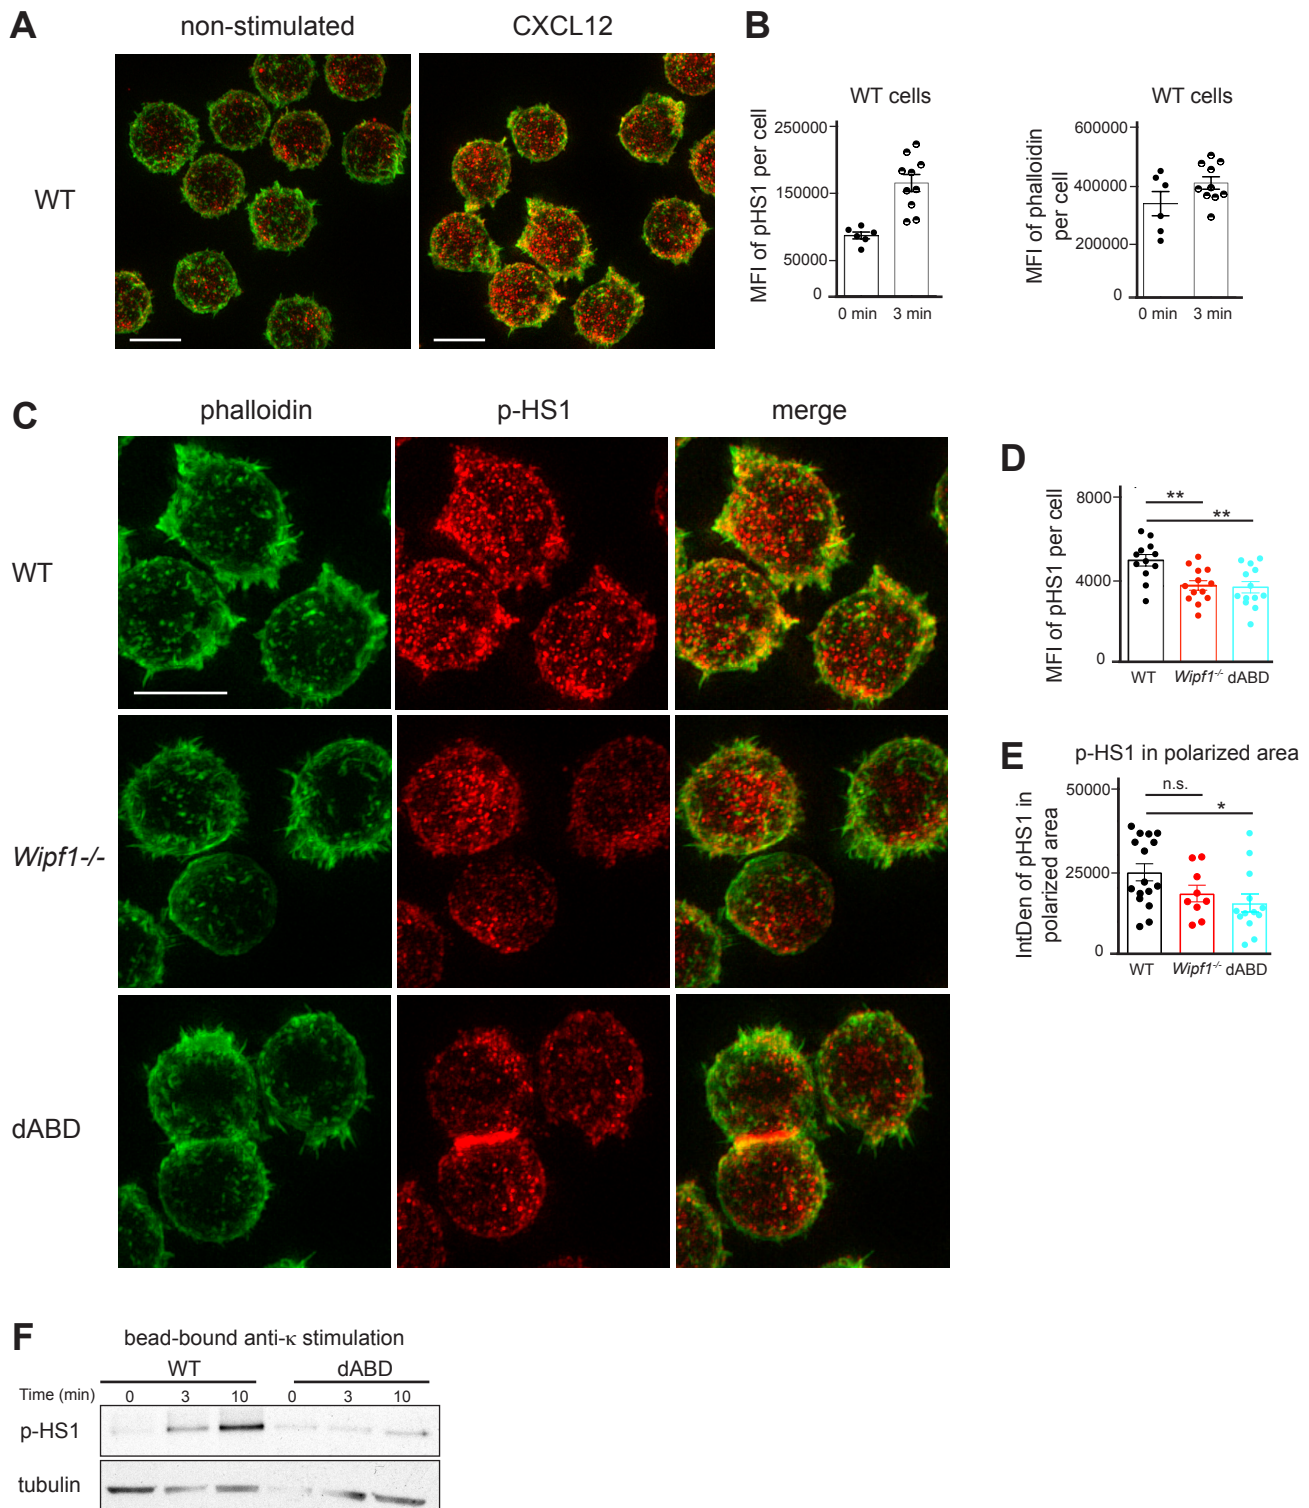 A
non-stimulated
CXCL12
WT
B
WT cells
MFI of pHS1 per cell
250000
150000
50000
0
0 min
3 min
WT cells
MFI of phalloidin
per cell
600000
400000
200000
0
0 min
3 min
C
phalloidin
p-HS1
merge
WT
Wipf1-/-
dABD
D
MFI of pHS1 per cell
8000
4000
0
**
**
WT
Wipf1-/-
dABD
E
p-HS1 in polarized area
IntDen of pHS1 in
polarized area
50000
25000
0
n.s.
*
WT
Wipf1-/-
dABD
F
bead-bound anti-κ stimulation
WT
dABD
Time (min)
0
3
10
0
3
10
p-HS1
tubulin